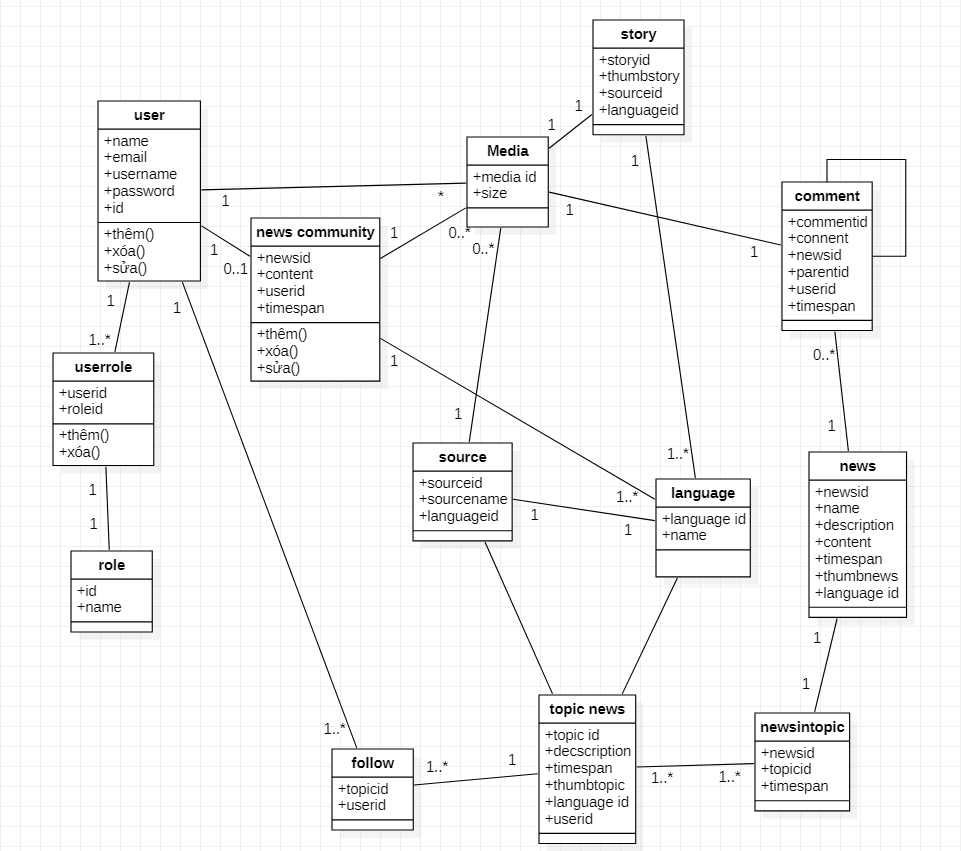 story
+storyid
+thumbstory
+sourceid
+languageid
1
1
1
user
+name
+email
+username
+password
+id
+thêm()
+xóa()
+sửa()
1
*
1
0..1
1
1
Media
+media id
+size
0..*
0..*
1
1
news community
+newsid
+content
+userid
+timespan
+thêm()
+xóa()
+sửa()
1
1
comment
+commentid
+connent
+newsid
+parentid
+userid
+timespan
0..*
1
1..*
userrole
+userid
+roleid
+thêm()
+xóa()
1
1
role
+id
+name
1
source
+sourceid
+sourcename
+languageid
1
1
1..*
1..*
language
+language id
+name
news
+newsid
+name
+description
+content
+timespan
+thumbnews
+language id
1
1
1..*
follow
+topicid
+userid
1..*
1
topic news
+topic id
+decscription
+timespan
+thumbtopic
+language id
+userid
1..*
1..*
newsintopic
+newsid
+topicid
+timespan